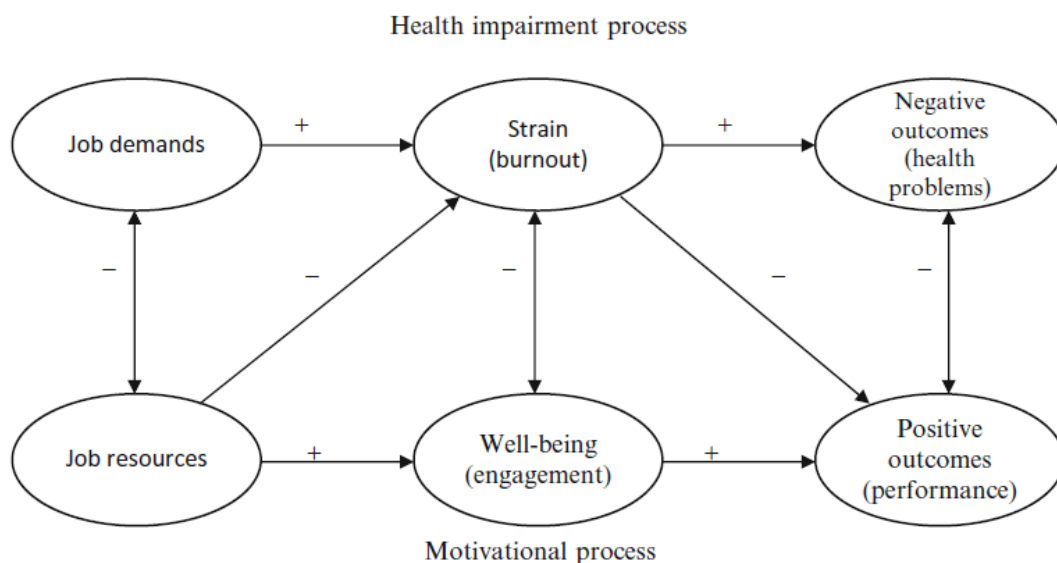 Health impairment process
Job demands
+
Strain
(burnout)
+
Negative
outcomes
(health
problems)
–
–
–
–
–
Job resources
+
Well-being
(engagement)
+
Positive
outcomes
(performance)
Motivational process